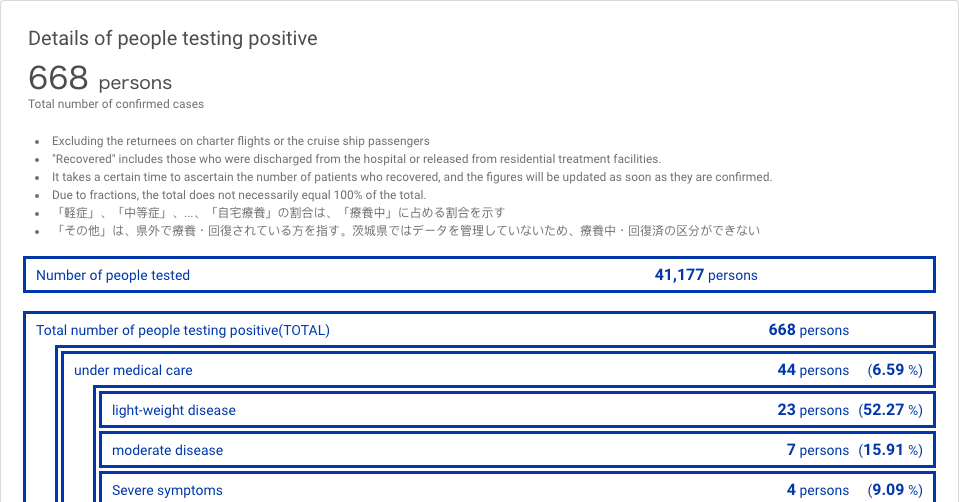 Details of people testing positive
668 persons
Total number of confirmed cases
Excluding the returnees on charter flights or the cruise ship passengers
"Recovered" includes those who were discharged from the hospital or released from residential treatment facilities.
It takes a certain time to ascertain the number of patients who recovered, and the figures will be updated as soon as they are confirmed.
Due to fractions, the total does not necessarily equal 100% of the total.
「軽症」、「中等症」、...、「自宅療養」の割合は、「療養中」に占める割合を示す
「その他」は、県外で療養・回復されている方を指す。茨城県ではデータを管理していないため、療養中・回復済の区分ができない
Number of people tested 41,177 persons
Total number of people testing positive(TOTAL) 668 persons
under medical care 44 persons (6.59 %)
light-weight disease 23 persons (52.27 %)
moderate disease 7 persons (15.91 %)
Severe symptoms 4 persons (9.09 %)